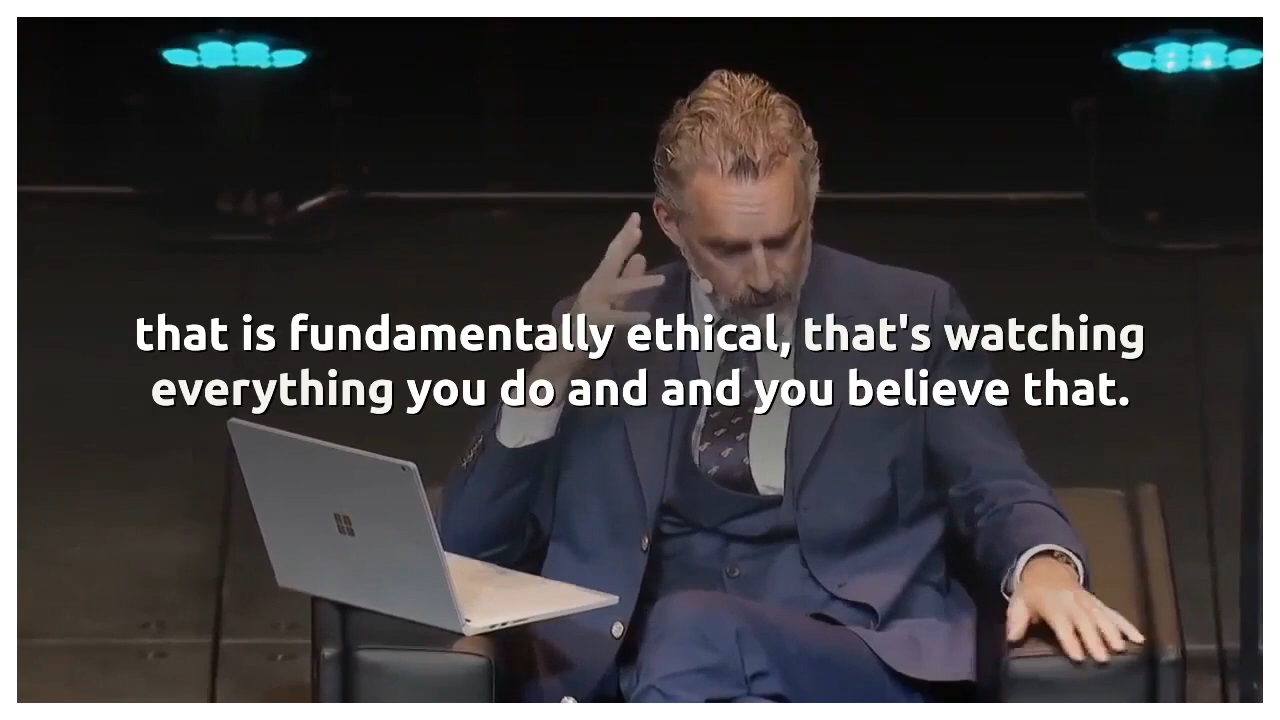 that is fundamentally ethical, that's watching
everything you do and and you believe that.